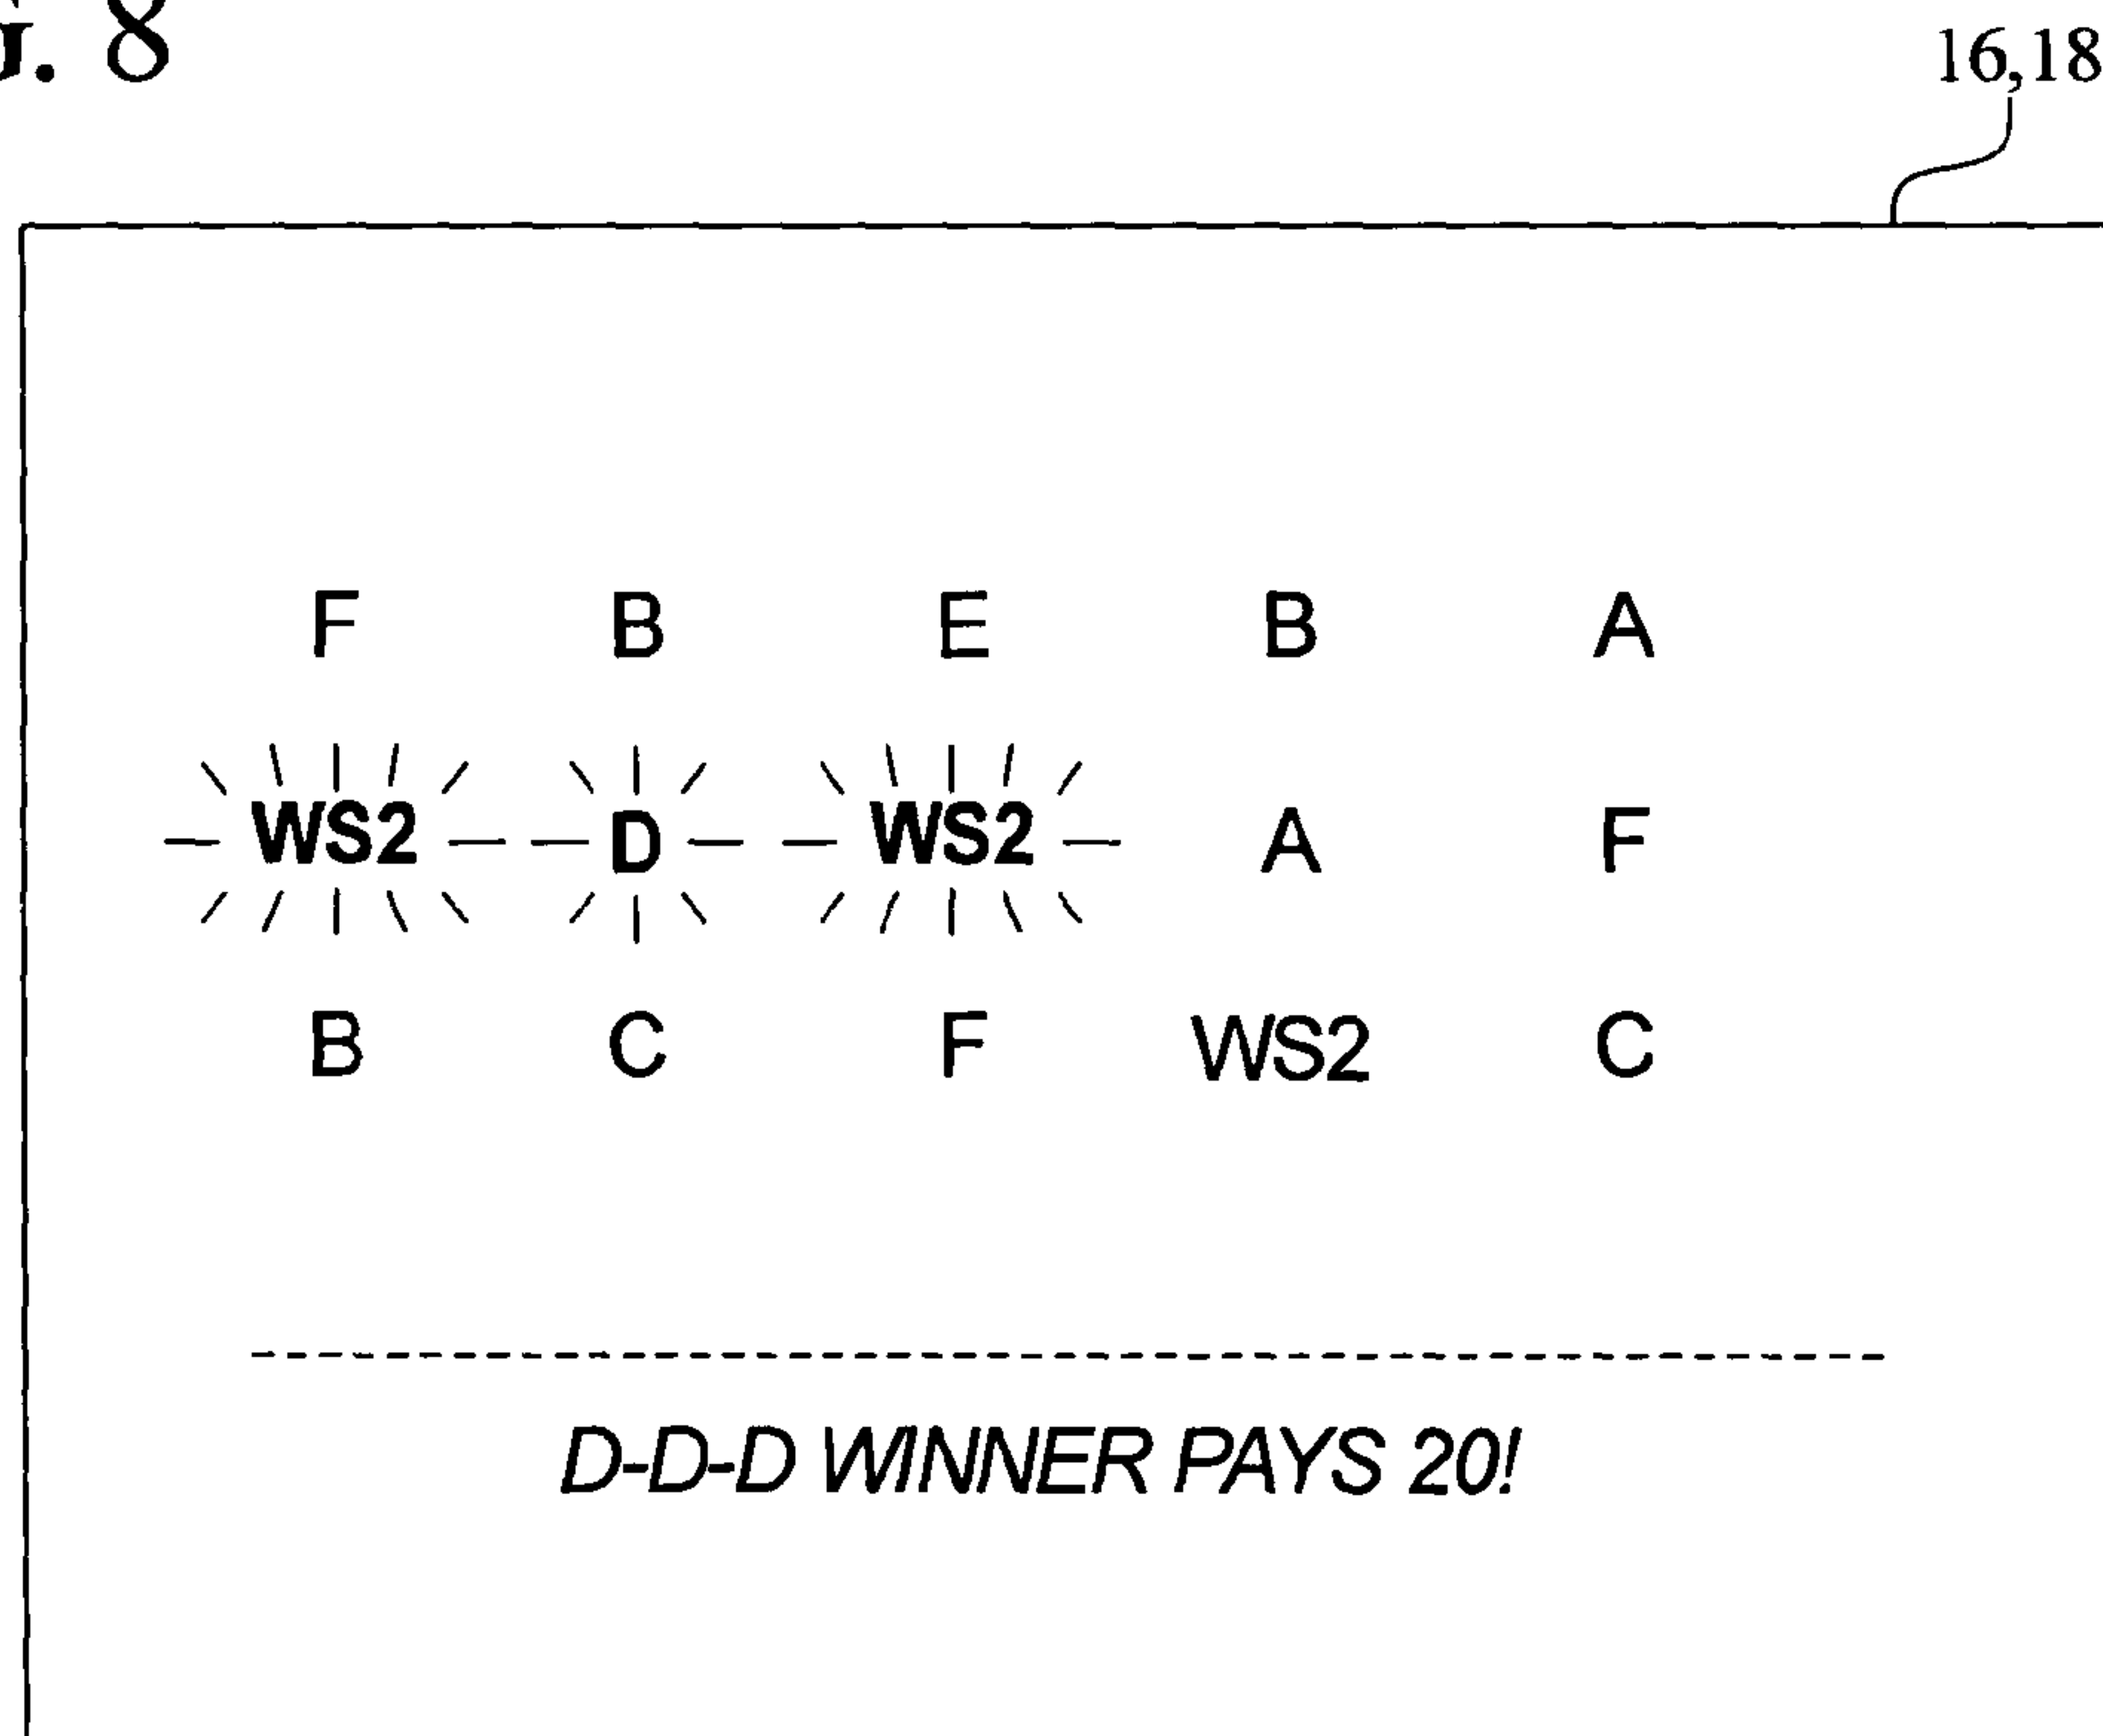 G. 8
16,18
F B E B A
WS2 D WS2 A F
B C F WS2 C
D-D-D WINNER PAYS 20!